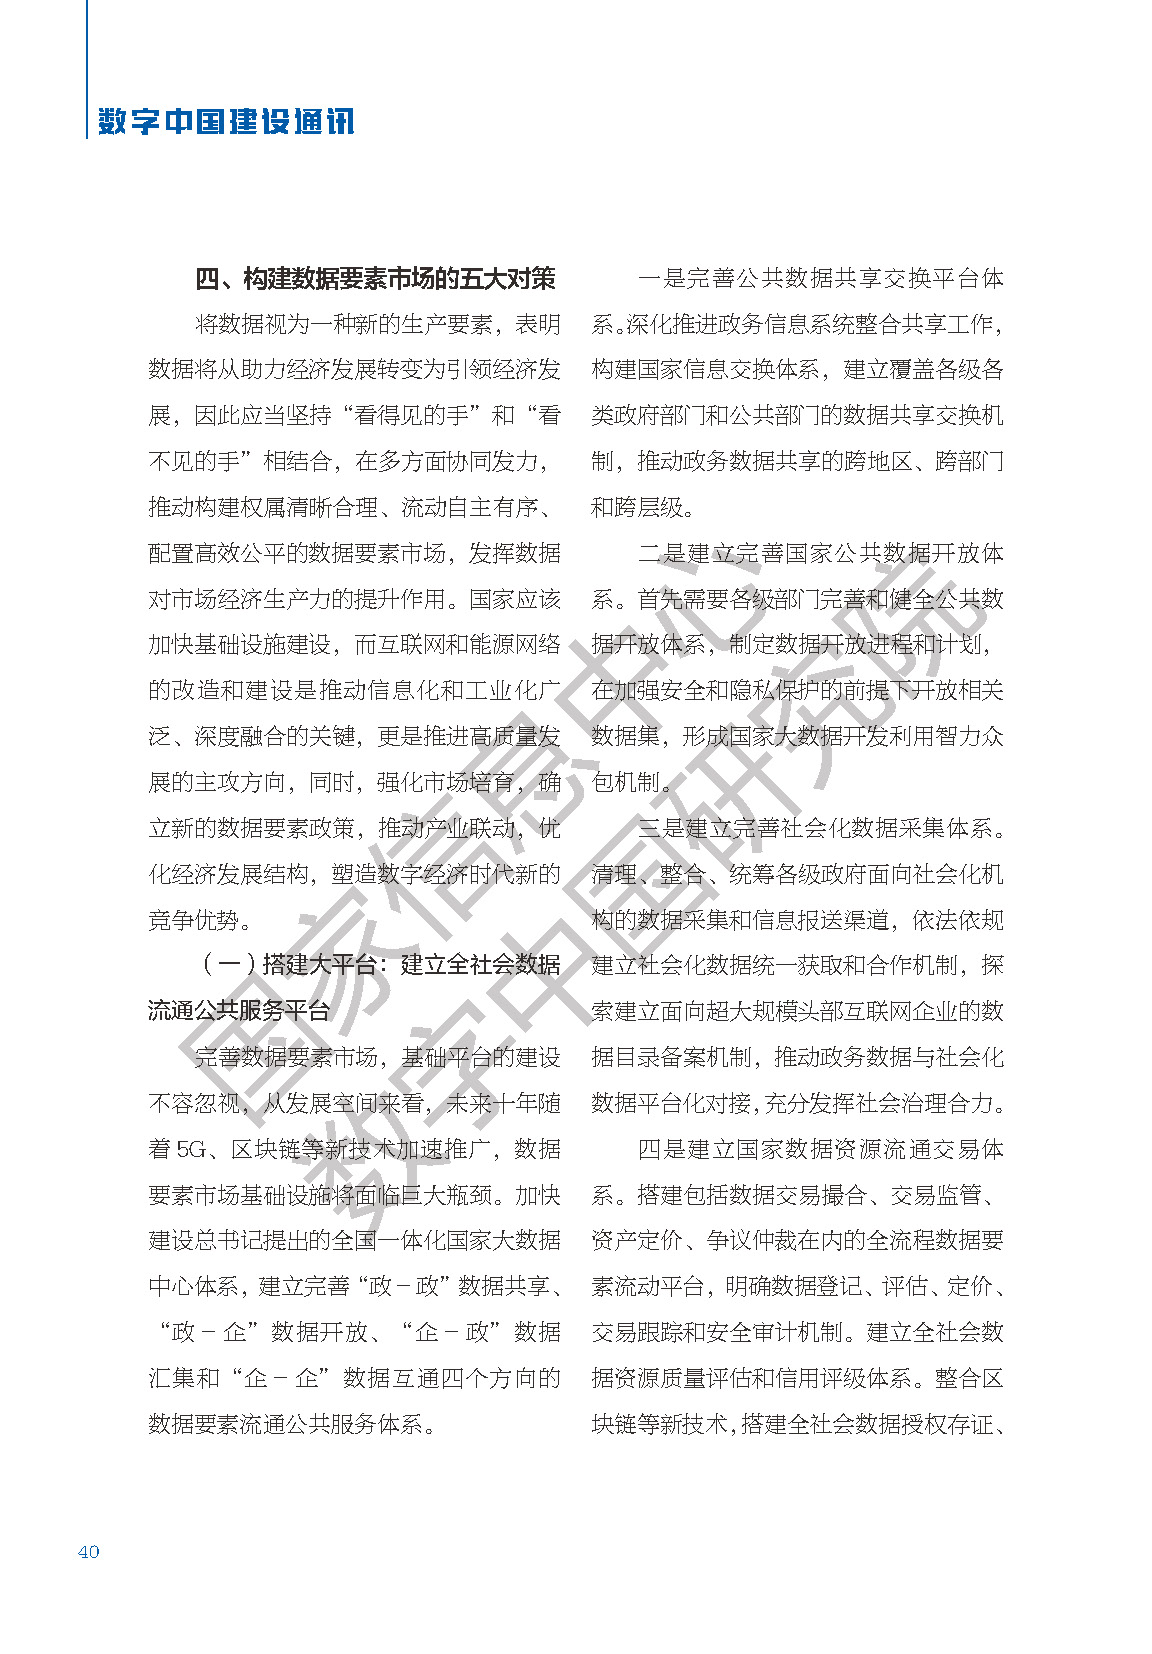 数字中国建设通讯
四、构建数据要素市场的五大对策
将数据视为一种新的生产要素，表明
数据将从助力经济发展转变为引领经济发
展，因此应当坚持“看得见的手”和“看
不见的手”相结合，在多方面协同发力，
推动构建权属清晰合理、流动自主有序、
配置高效公平的数据要素市场，发挥数据
对市场经济生产力的提升作用。国家应该
加快基础设施建设，而互联网和能源网络
的改造和建设是推动信息化和工业化广
泛、深度融合的关键，更是推进高质量发
展的主攻方向，同时，强化市场培育，确
立新的数据要素政策，推动产业联动，优
化经济发展结构，塑造数字经济时代新的
竞争优势。
（一）搭建大平台：建立全社会数据
流通公共服务平台
完善数据要素市场，基础平台的建设
不容忽视，从发展空间来看，未来十年随
着5G、区块链等新技术加速推广，数据
要素市场基础设施将面临巨大瓶颈。加快
建设总书记提出的全国一体化国家大数据
中心体系，建立完善“政－政”数据共享、
“政－企”数据开放、“企－政”数据
汇集和“企－企”数据互通四个方向的
数据要素流通公共服务体系。
一是完善公共数据共享交换平台体
系。深化推进政务信息系统整合共享工作，
构建国家信息交换体系，建立覆盖各级各
类政府部门和公共部门的数据共享交换机
制，推动政务数据共享的跨地区、跨部门
和跨层级。
二是建立完善国家公共数据开放体
系。首先需要各级部门完善和健全公共数
据开放体系，制定数据开放进程和计划，
在加强安全和隐私保护的前提下开放相关
数据集，形成国家大数据开发利用智力众
包机制。
三是建立完善社会化数据采集体系。
清理、整合、统筹各级政府面向社会化机
构的数据采集和信息报送渠道，依法依规
建立社会化数据统一获取和合作机制，探
索建立面向超大规模头部互联网企业的数
据目录备案机制，推动政务数据与社会化
数据平台化对接，充分发挥社会治理合力。
四是建立国家数据资源流通交易体
系。搭建包括数据交易撮合、交易监管、
资产定价、争议仲裁在内的全流程数据要
素流动平台，明确数据登记、评估、定价、
交易跟踪和安全审计机制。建立全社会数
据资源质量评估和信用评级体系。整合区
块链等新技术，搭建全社会数据授权存证、
国家信息中心
数字中国研究院
40